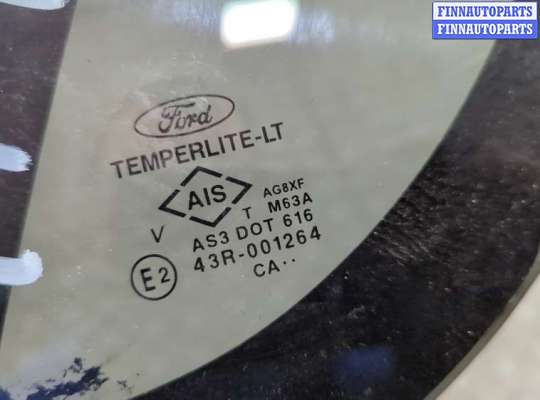 FINNAUTOPARTS
FINNAUTOPARTS
Ford
TEMPERLITE-LT
AIS
AG8XF
V T M63A
AS3 DOT 616
E2 43R-001264
CA··